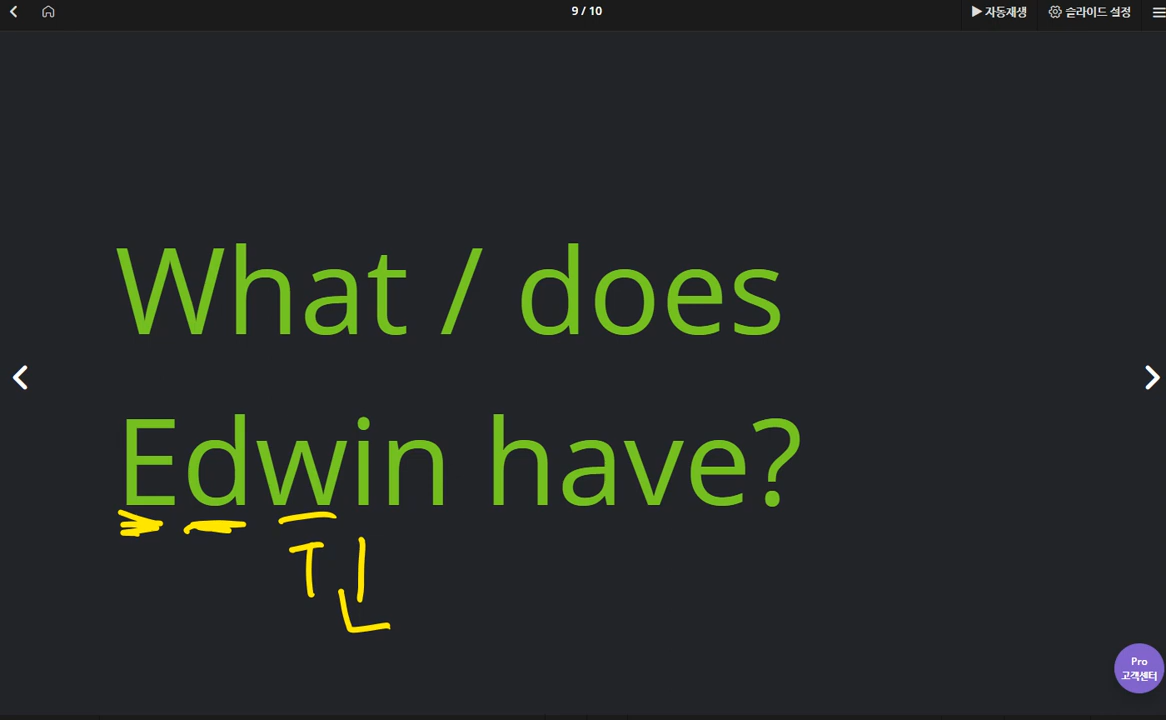 9 / 10
▶ 자동재생
슬라이드 설정
What / does
Edwin have?
Pro
고객센터